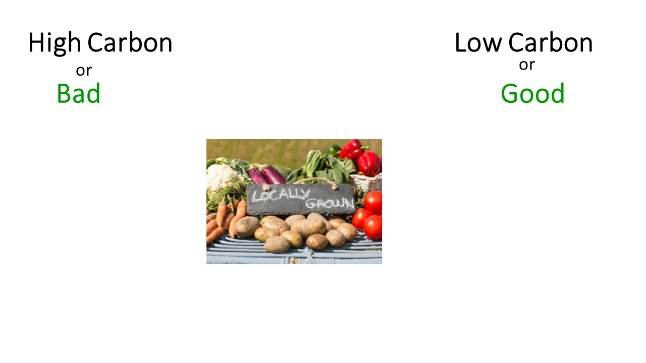 High Carbon
or
Bad
Low Carbon
or
Good
LOCALLY
GROWN